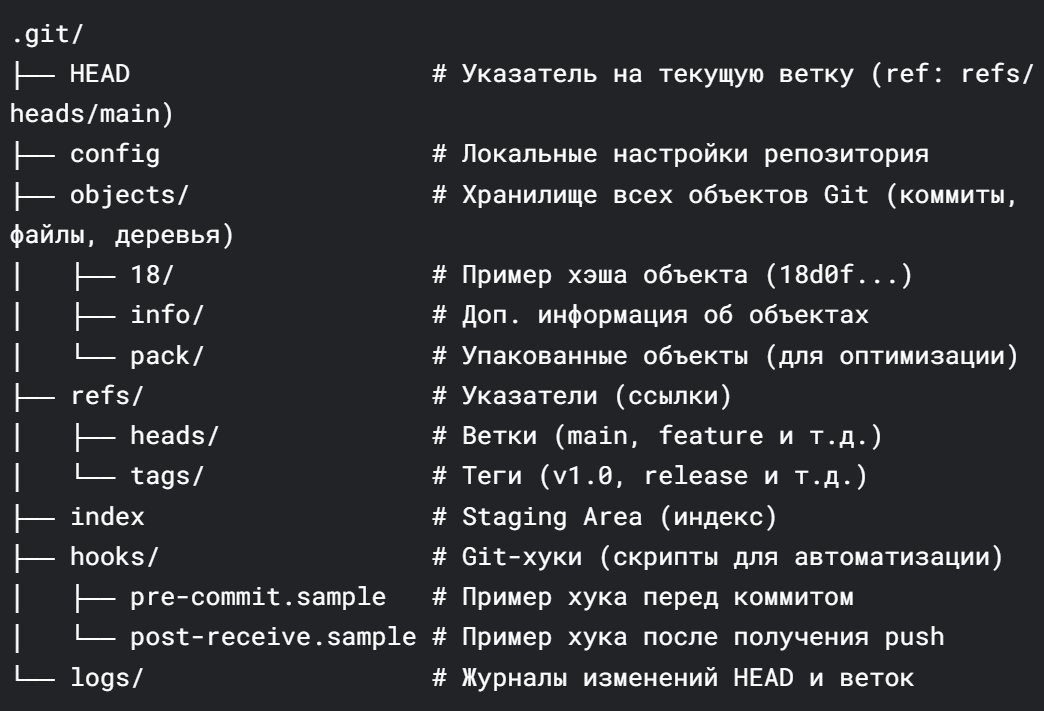 .git/
├── HEAD                    # Указатель на текущую ветку (ref: refs/
heads/main)
├── config                  # Локальные настройки репозитория
├── objects/                # Хранилище всех объектов Git (коммиты,
файлы, деревья)
│   ├── 18/                 # Пример хэша объекта (18d0f...)
│   ├── info/               # Доп. информация об объектах
│   └── pack/               # Упакованные объекты (для оптимизации)
├── refs/                   # Указатели (ссылки)
│   ├── heads/              # Ветки (main, feature и т.д.)
│   └── tags/               # Теги (v1.0, release и т.д.)
├── index                   # Staging Area (индекс)
├── hooks/                  # Git-хуки (скрипты для автоматизации)
│   ├── pre-commit.sample   # Пример хука перед коммитом
│   └── post-receive.sample # Пример хука после получения push
└── logs/                   # Журналы изменений HEAD и веток